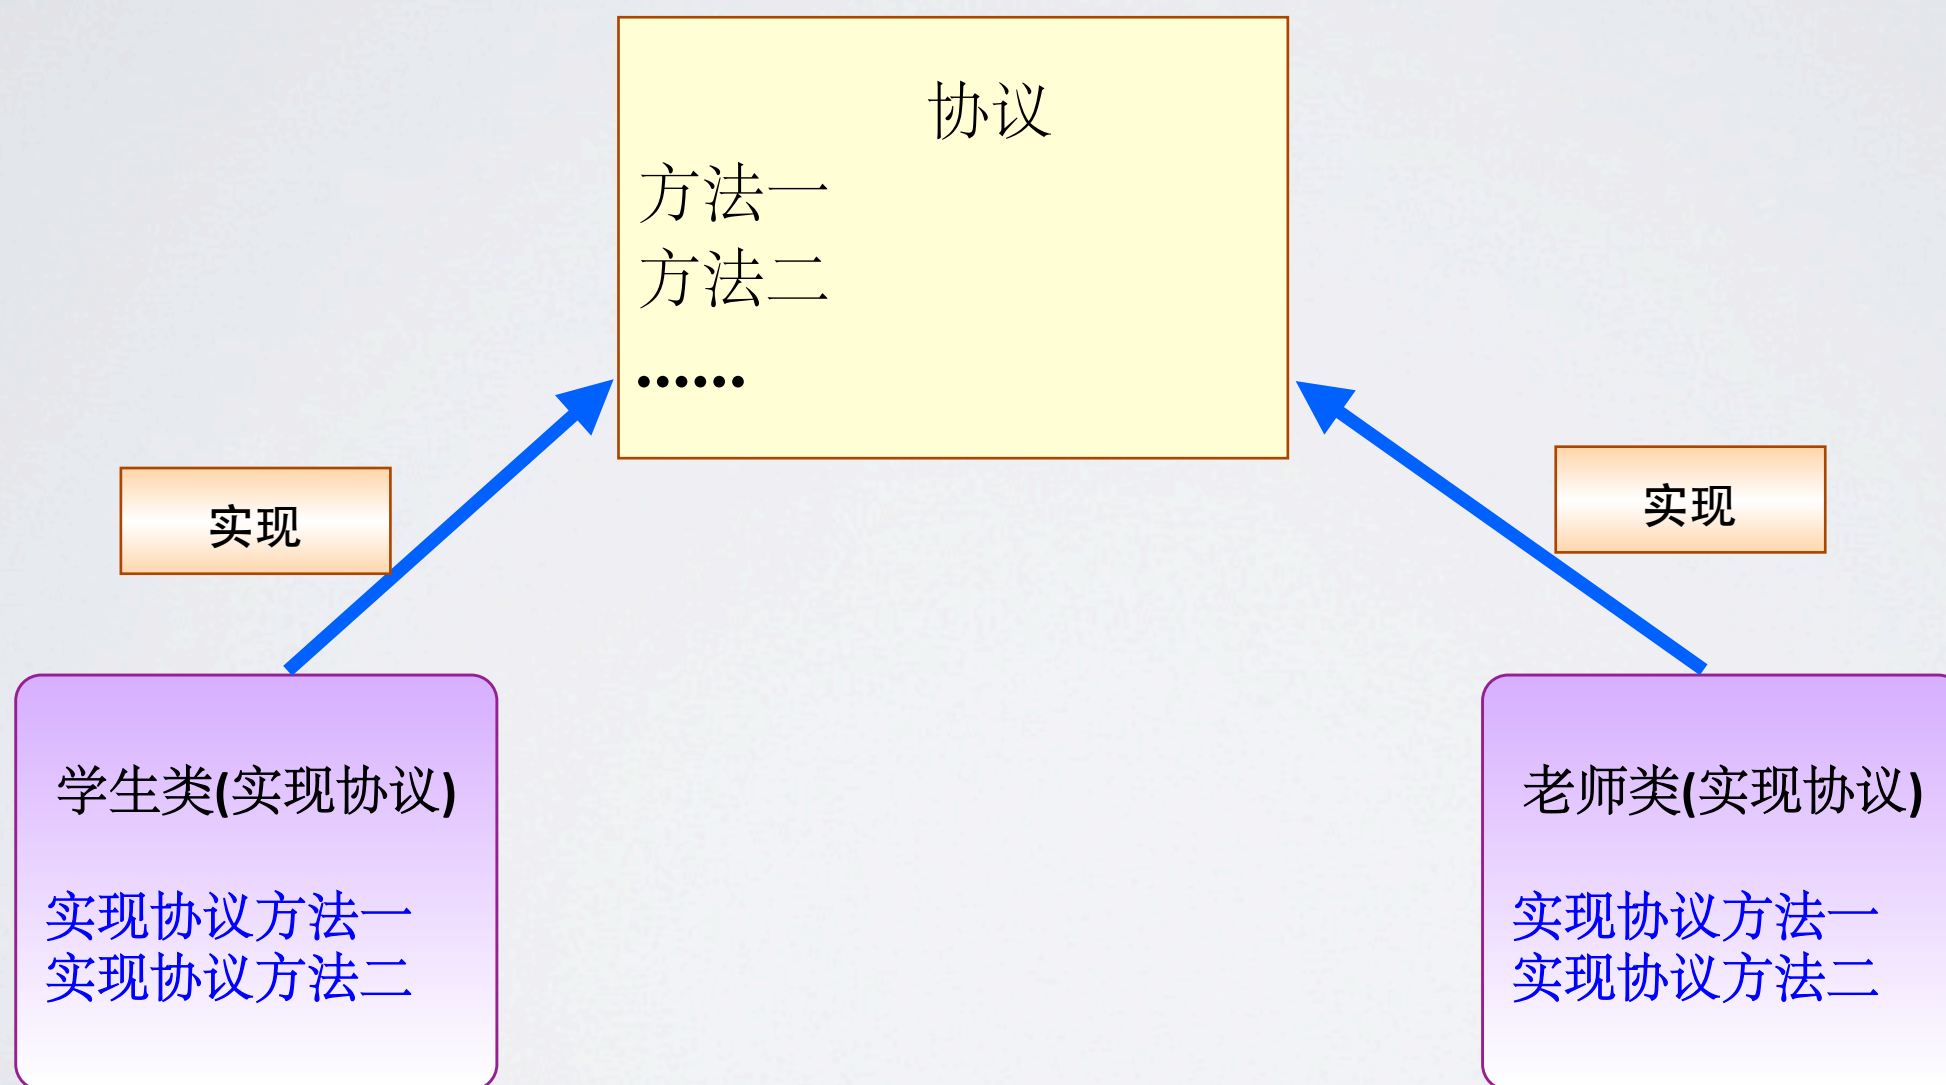 协议
方法一
方法二
······
实现
实现
学生类(实现协议)
实现协议方法一
实现协议方法二
老师类(实现协议)
实现协议方法一
实现协议方法二